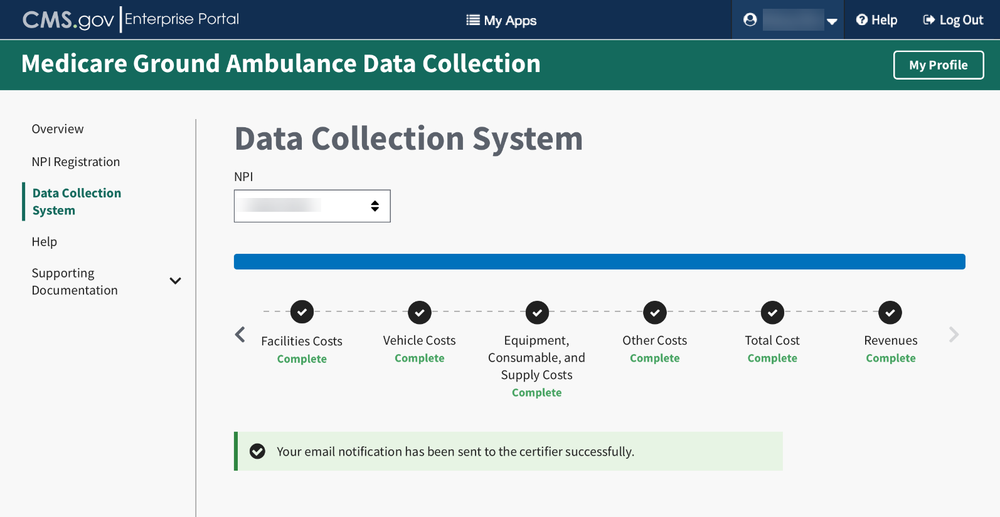 CMS.gov Enterprise Portal
My Apps
Help
Log Out
Medicare Ground Ambulance Data Collection
My Profile
Overview
NPI Registration
Data Collection
System
Help
Supporting
Documentation
Data Collection System
NPI
Facilities Costs
Complete
Vehicle Costs
Complete
Equipment,
Consumable, and
Supply Costs
Complete
Other Costs
Complete
Total Cost
Complete
Revenues
Complete
Your email notification has been sent to the certifier successfully.